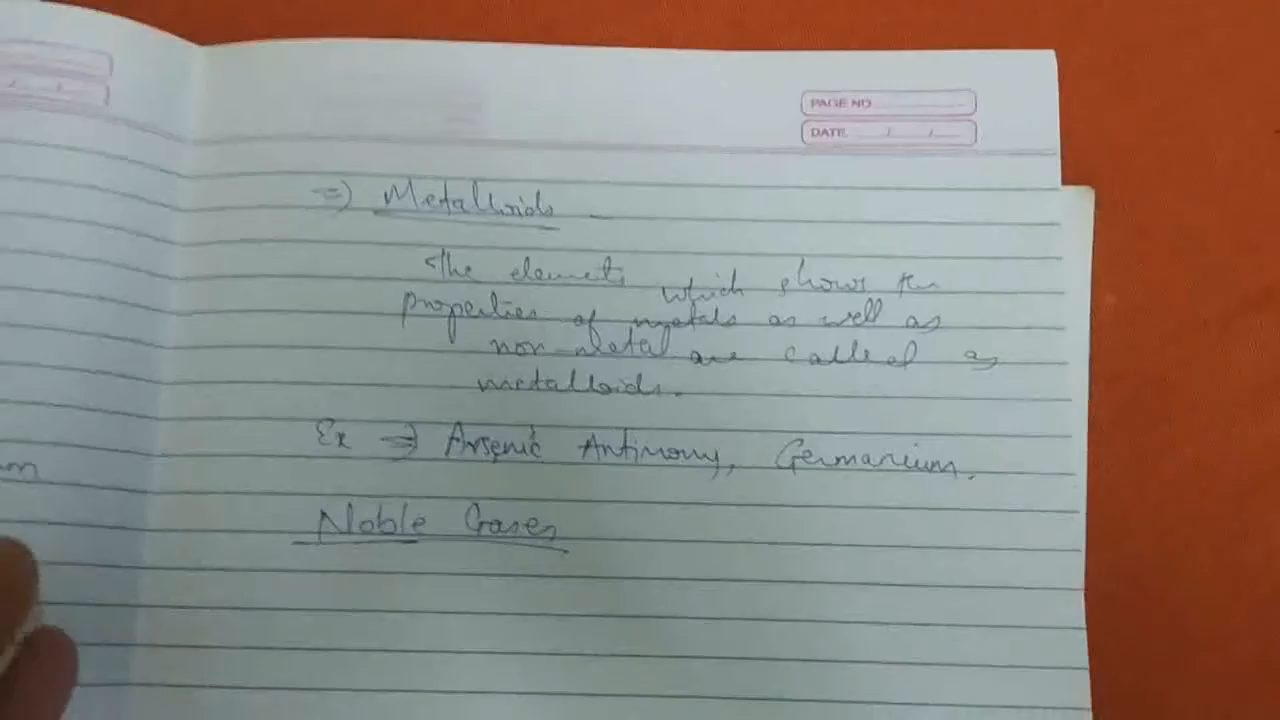 PAGE NO
DATE / /
⇒) Metalloids
The elements which shows the
properties of metals as well as
non-metal are called as
metalloids.
Ex ⇒ Arsenic Antimony, Germanium.
Noble Gases